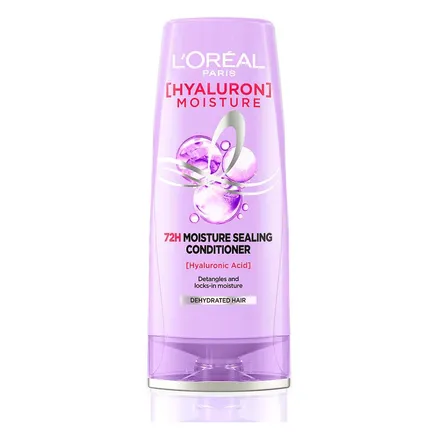 L'ORÉAL
PARIS
[HYALURON]
MOISTURE
72H MOISTURE SEALING
CONDITIONER
[Hyaluronic Acid]
Detangles and
locks-in moisture
DEHYDRATED HAIR